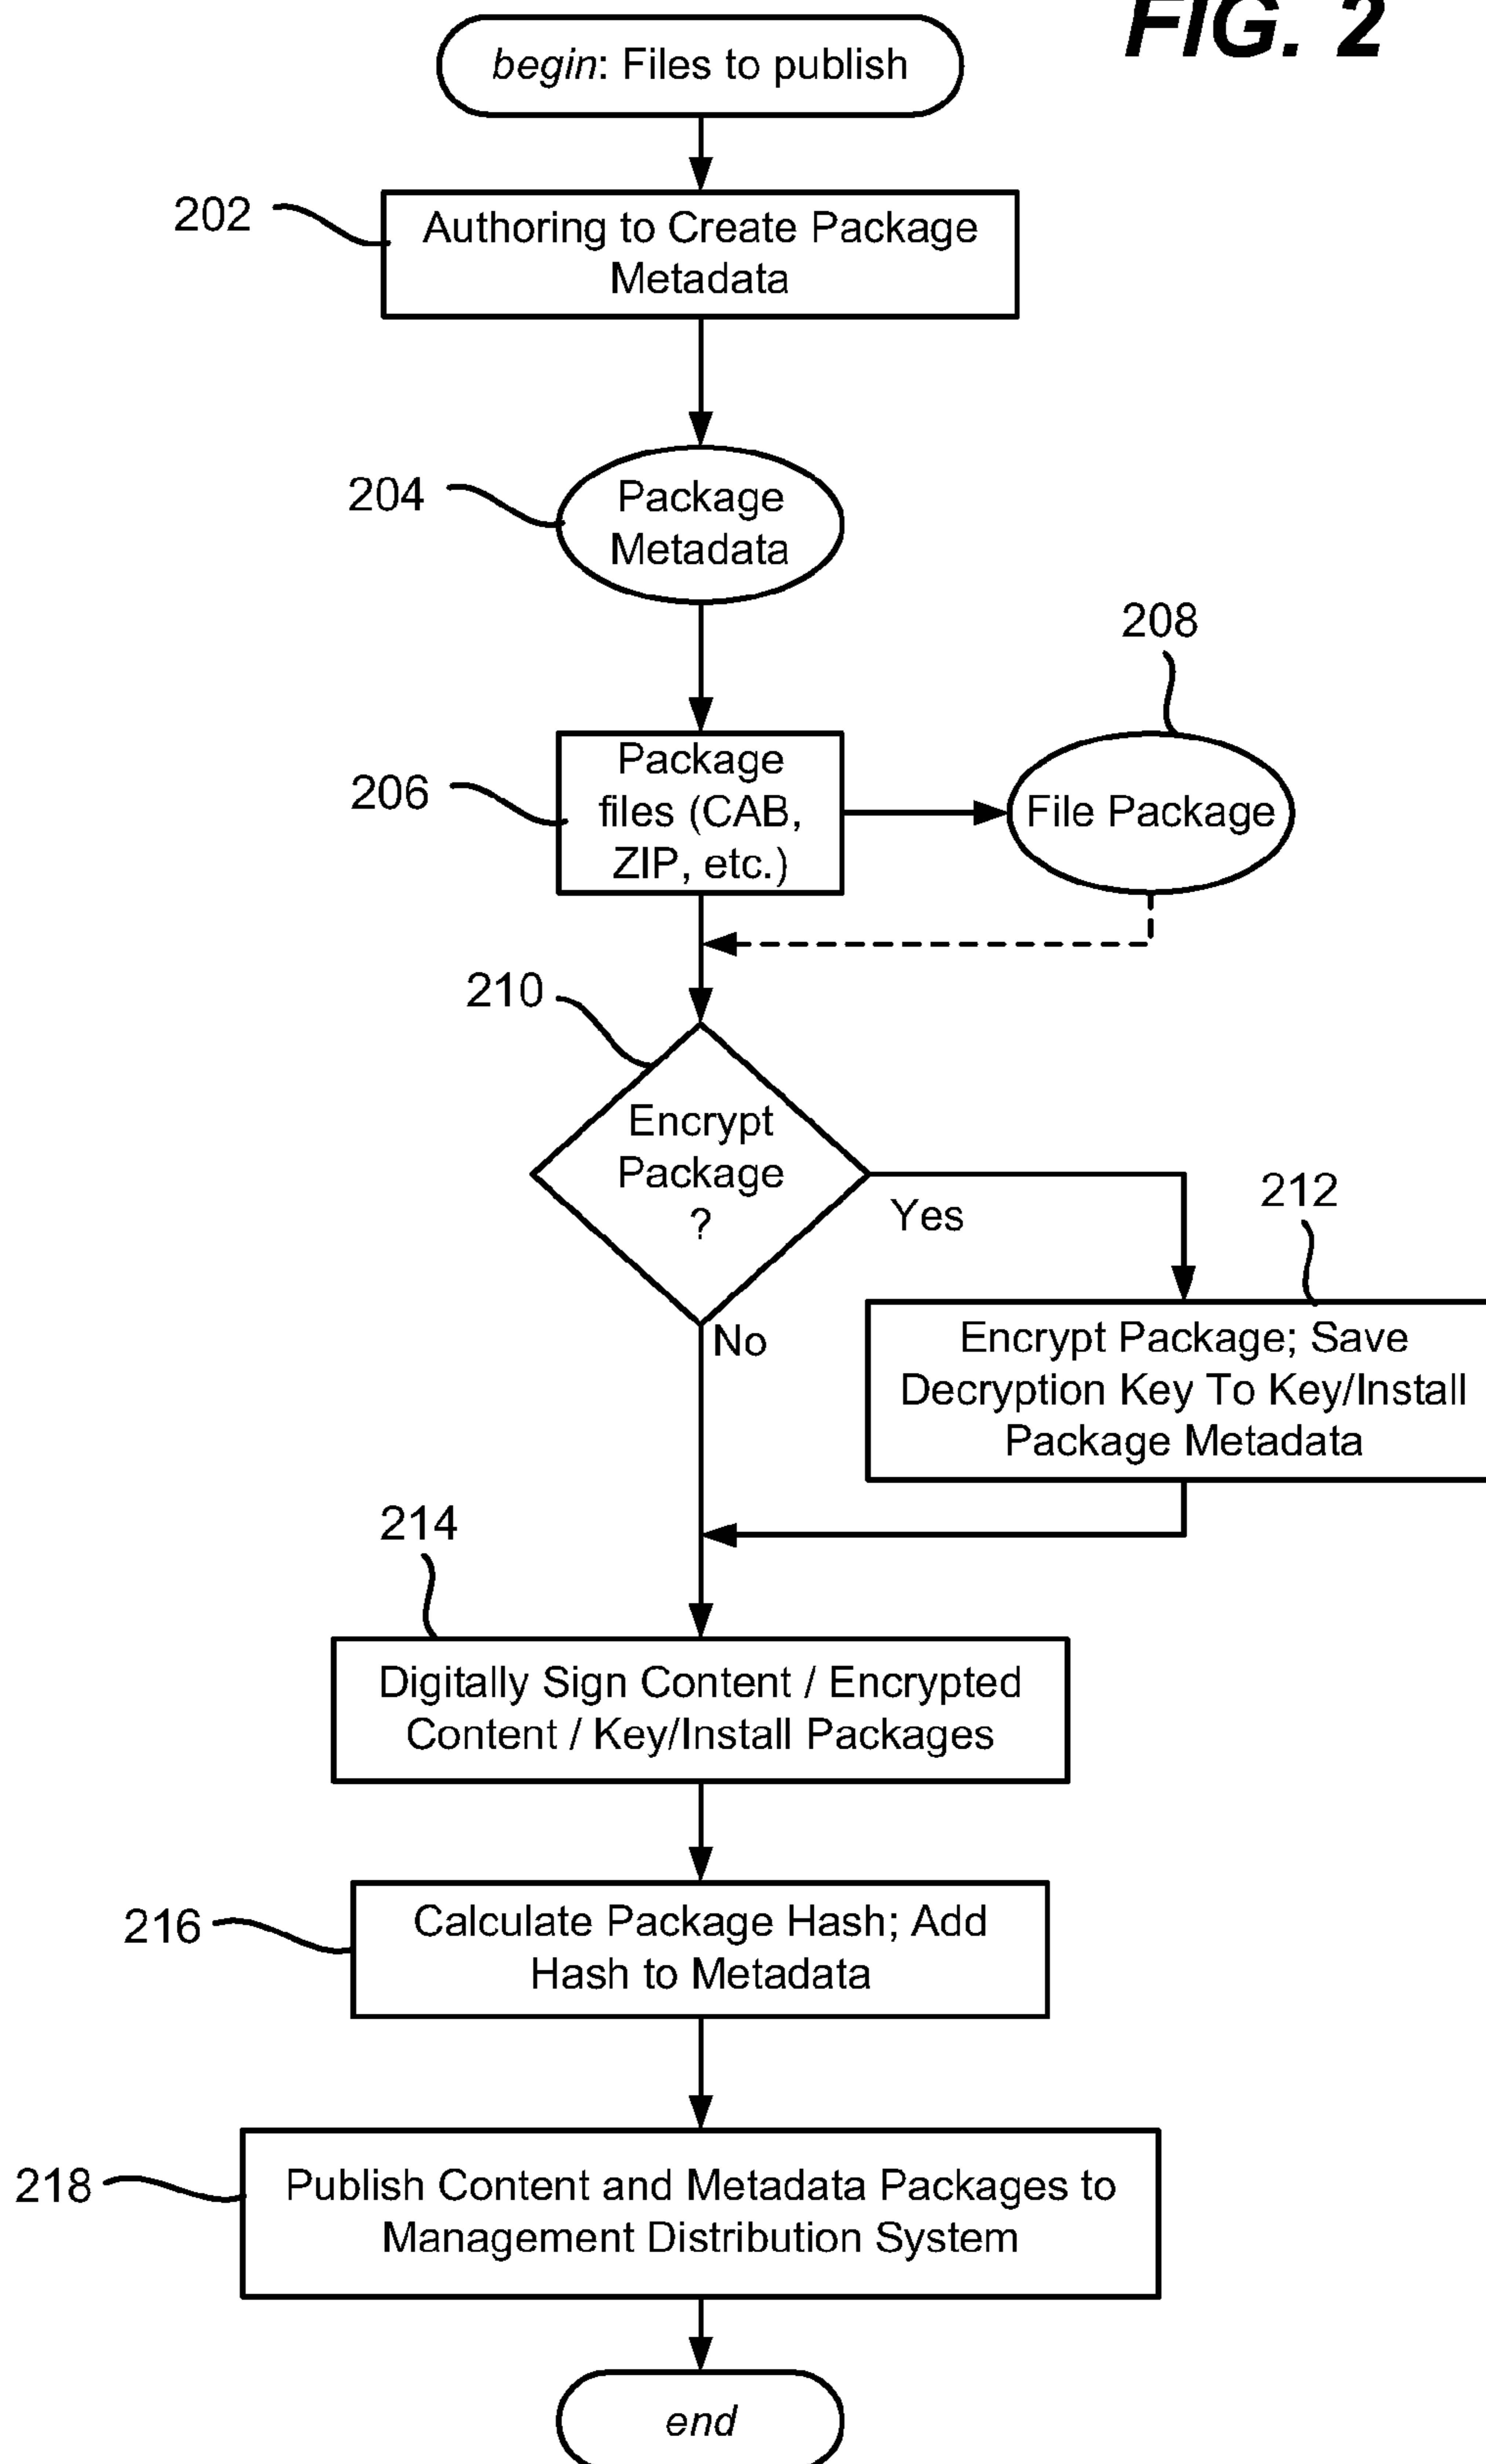 FIG. 2
begin: Files to publish
202
Authoring to Create Package
Metadata
204
Package
Metadata
208
206
Package
files (CAB,
ZIP, etc.)
File Package
210
Encrypt
Package
?
Yes
212
No
Encrypt Package; Save
Decryption Key To Key/Install
Package Metadata
214
Digitally Sign Content / Encrypted
Content / Key/Install Packages
216
Calculate Package Hash; Add
Hash to Metadata
218
Publish Content and Metadata Packages to
Management Distribution System
end